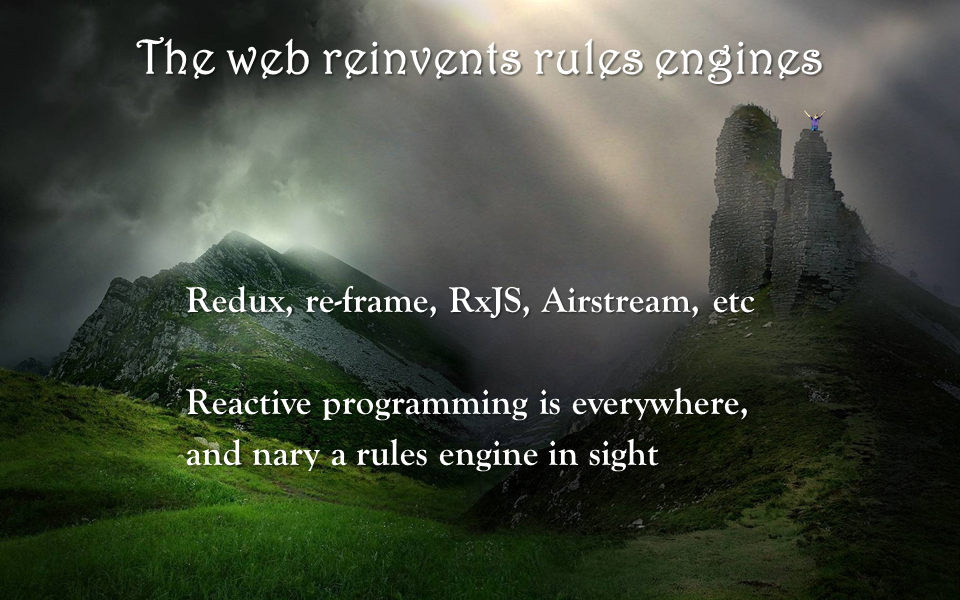 The web reinvents rules engines
Redux, re-frame, RxJS, Airstream, etc
Reactive programming is everywhere,
and nary a rules engine in sight